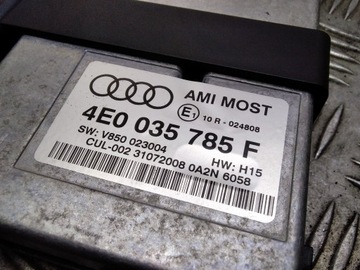 AMI MOST
E1 10 R - 024808
4E0 035 785 F
SW: V850 023004 HW: H15
CUL-002 31072008 0A2N 6058